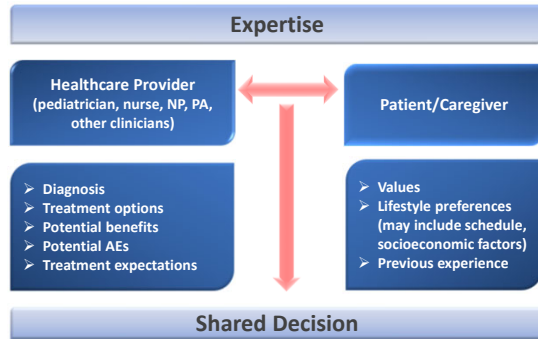 Expertise
Healthcare Provider
(pediatrician, nurse, NP, PA,
other clinicians)
Patient/Caregiver
➢ Diagnosis
➢ Treatment options
➢ Potential benefits
➢ Potential AEs
➢ Treatment expectations
➢ Values
➢ Lifestyle preferences
(may include schedule,
socioeconomic factors)
➢ Previous experience
Shared Decision